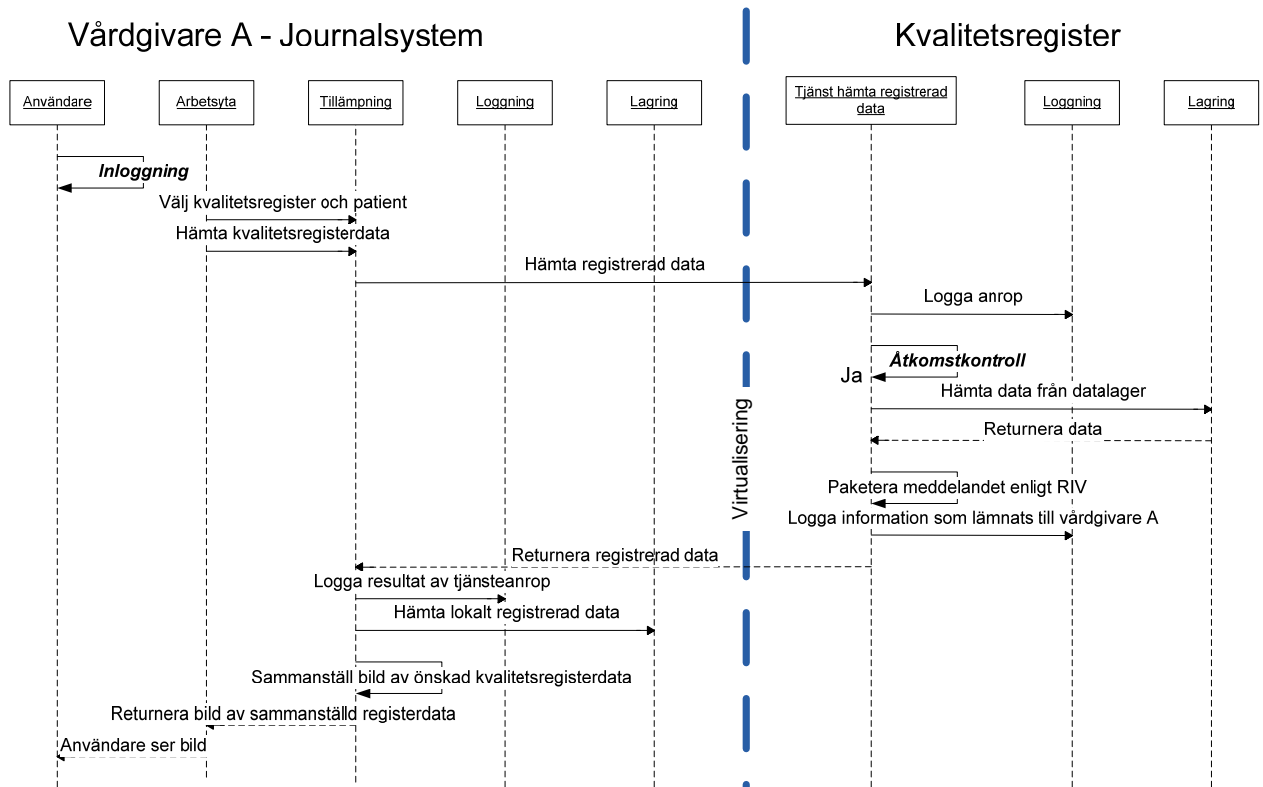 Vårdgivare A - Journalsystem
Kvalitetsregister
Användare
Arbetsyta
Tillämpning
Loggning
Lagring
Tjänst hämta registrerad
data
Loggning
Lagring
Inloggning
Välj kvalitetsregister och patient
Hämta kvalitetsregisterdata
Hämta registrerad data
Logga anrop
Åtkomstkontroll
Ja
Hämta data från datalager
Returnera data
Virtualisering
Paketera meddelandet enligt RIV
Logga information som lämnats till vårdgivare A
Returnera registrerad data
Logga resultat av tjänsteanrop
Hämta lokalt registrerad data
Sammanställ bild av önskad kvalitetsregisterdata
Returnera bild av sammanställd registerdata
Användare ser bild